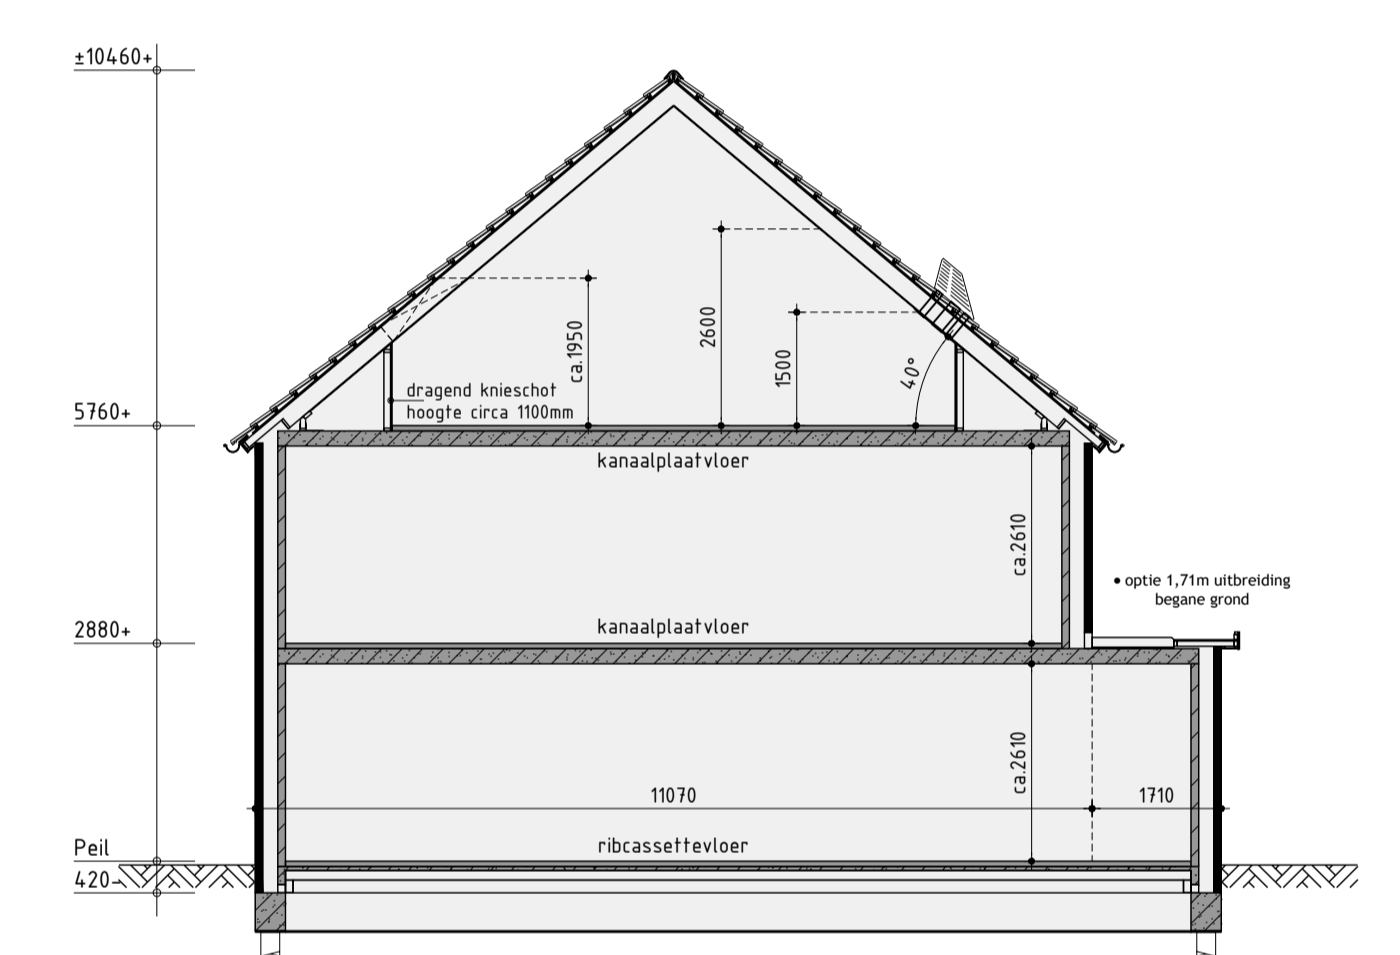 ±10460+
2600
ca.1950
1500
40°
dragend knieschot
hoogte circa 1100mm
5760+
kanaalplaatvloer
ca.2610
• optie 1,71m uitbreiding
begane grond
kanaalplaatvloer
2880+
ca.2610
11070
1710
Peil
ribcassettevloer
420-